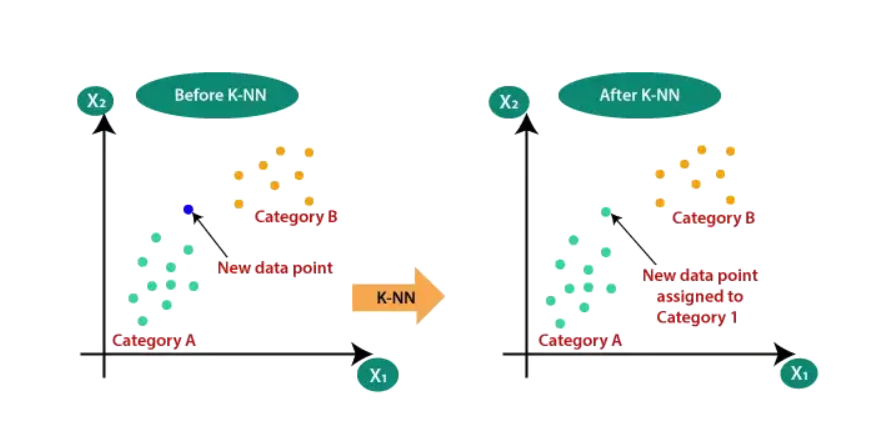 Before K-NN
X₂
Category B
New data point
Category A
X₁
K-NN
After K-NN
X₂
Category B
New data point
assigned to
Category 1
Category A
X₁